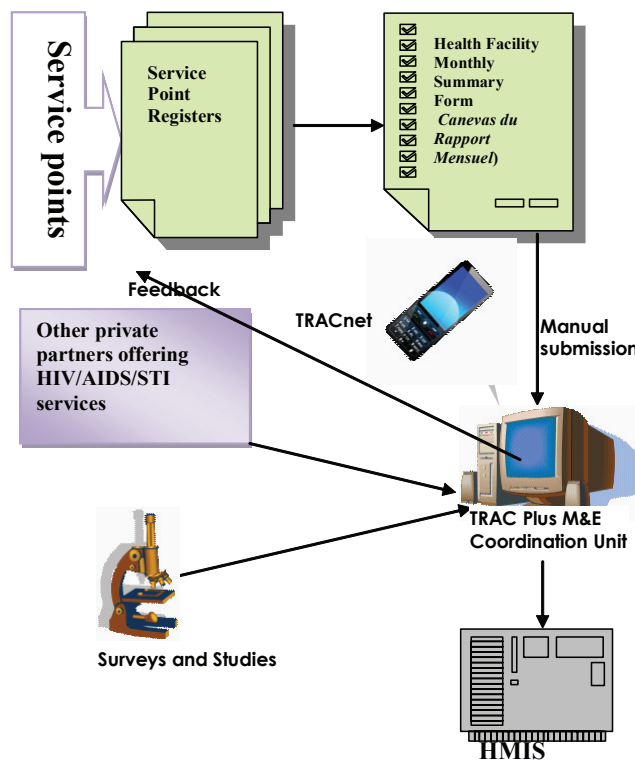 Service points
Service
Point
Registers
Health Facility
Monthly
Summary
Form
Canevas du
Rapport
Mensuel)
Feedback
TRACnet
Manual
submission
Other private
partners offering
HIV/AIDS/STI
services
TRAC Plus M&E
Coordination Unit
Surveys and Studies
HMIS